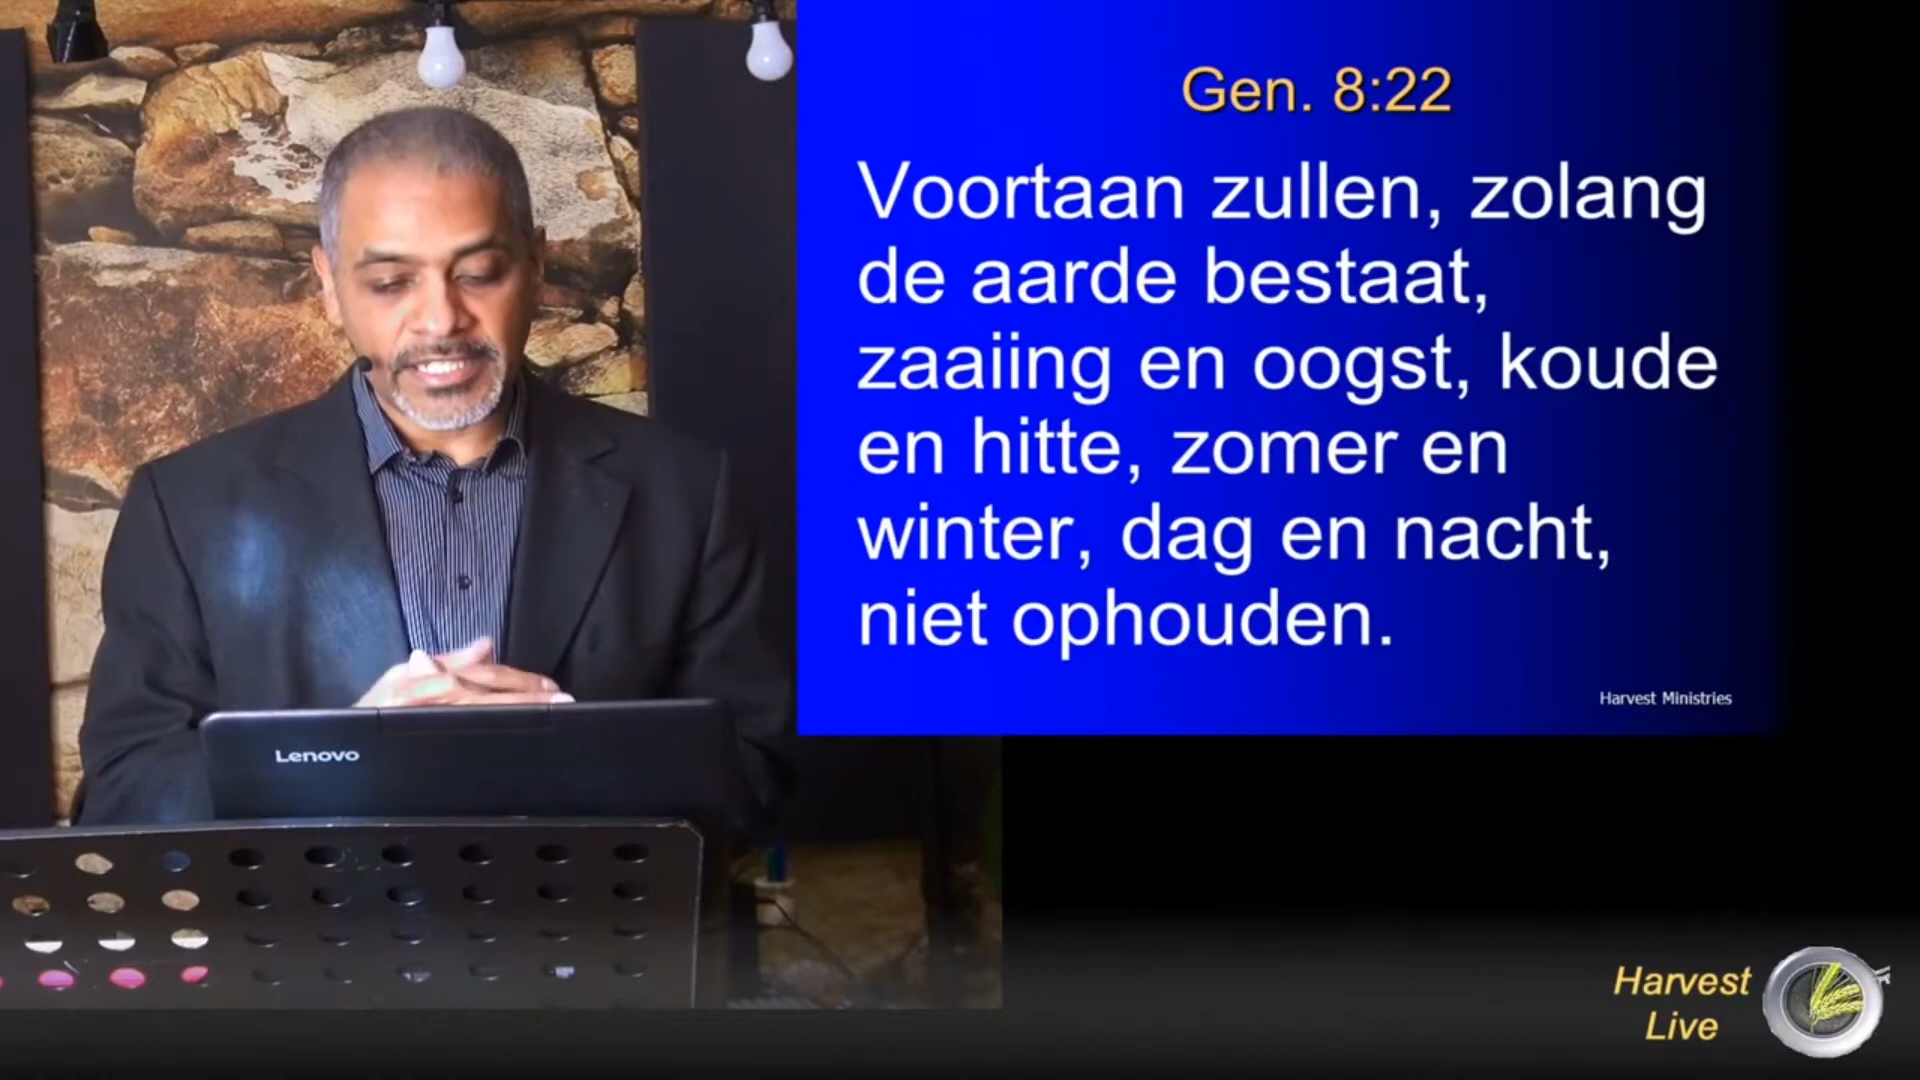 Gen. 8:22
Voortaan zullen, zolang
de aarde bestaat,
zaaiing en oogst, koude
en hitte, zomer en
winter, dag en nacht,
niet ophouden.
Harvest Ministries
Lenovo
Harvest
Live